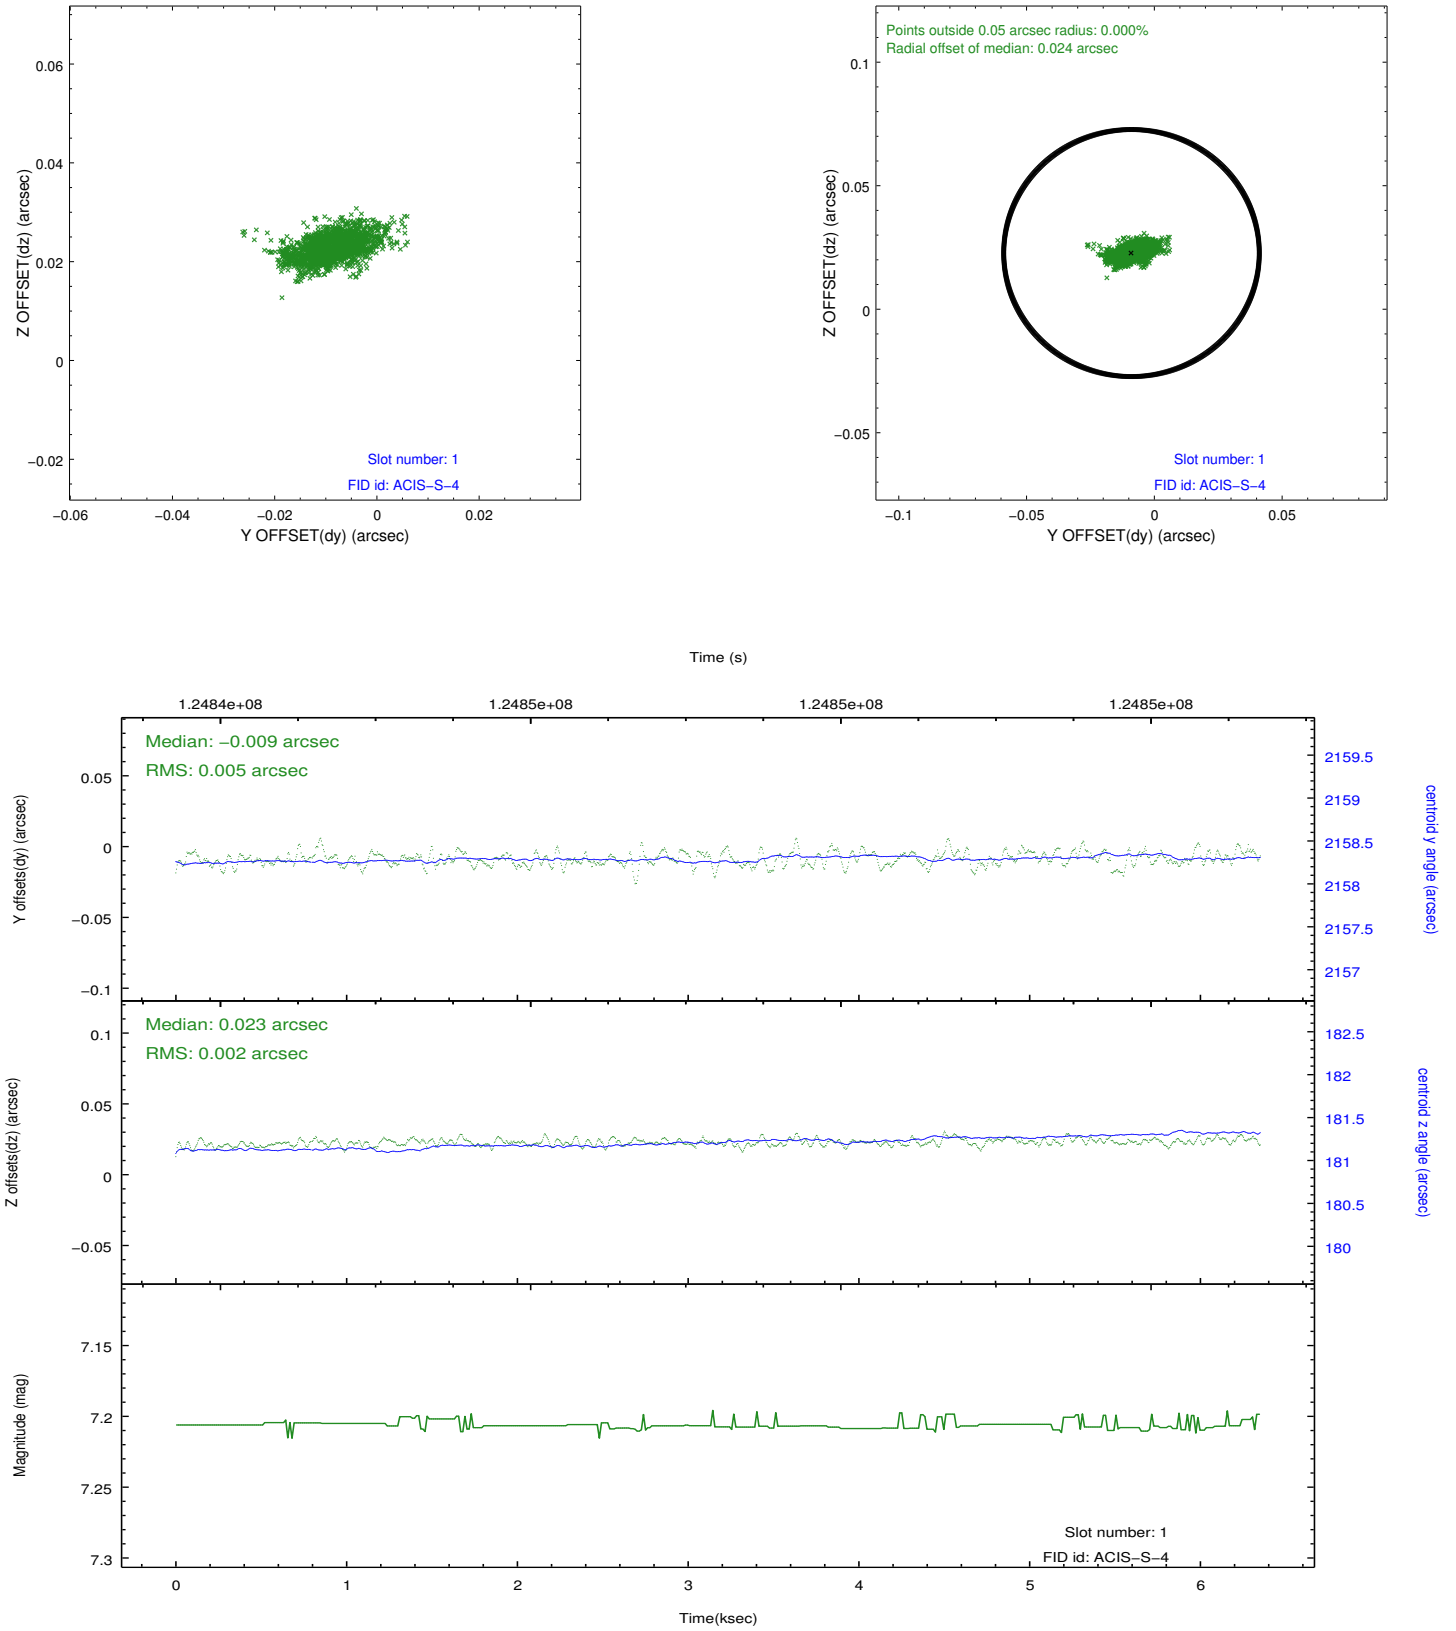 0.06
0.04
0.02
0
−0.02
Z OFFSET(dz) (arcsec)
Slot number: 1
FID id: ACIS−S−4
−0.06
−0.04
−0.02
0
0.02
Y OFFSET(dy) (arcsec)
Points outside 0.05 arcsec radius: 0.000%
Radial offset of median: 0.024 arcsec
0.1
0.05
0
−0.05
Z OFFSET(dz) (arcsec)
Slot number: 1
FID id: ACIS−S−4
−0.1
−0.05
0
0.05
Y OFFSET(dy) (arcsec)
Time (s)
1.2484e+08
1.2485e+08
1.2485e+08
1.2485e+08
Median: −0.009 arcsec
RMS: 0.005 arcsec
0.05
0
−0.05
−0.1
Y offsets(dy) (arcsec)
2159.5
2159
2158.5
2158
2157.5
2157
centroid y angle (arcsec)
Median: 0.023 arcsec
RMS: 0.002 arcsec
0.1
0.05
0
−0.05
Z offsets(dz) (arcsec)
182.5
182
181.5
181
180.5
180
centroid z angle (arcsec)
7.15
7.2
7.25
7.3
Magnitude (mag)
Slot number: 1
FID id: ACIS−S−4
0
1
2
3
4
5
6
Time(ksec)